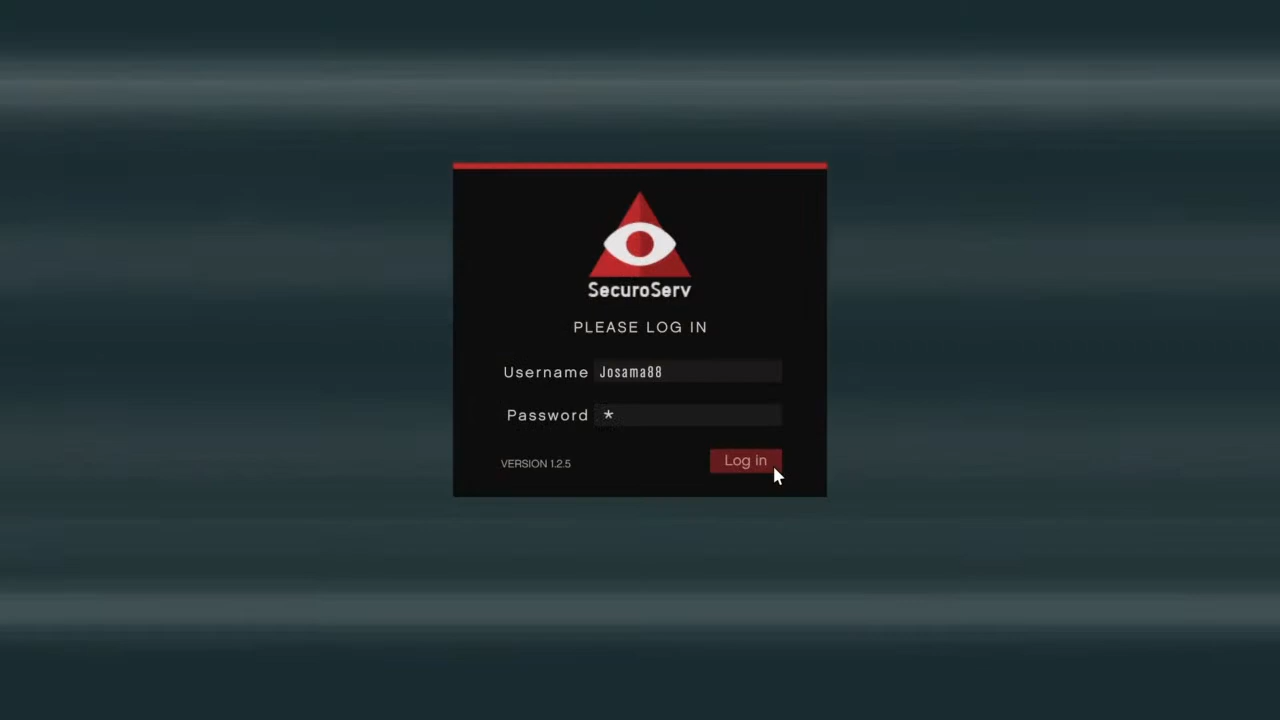 SecuroServ
PLEASE LOG IN
Username Josama88
Password *
VERSION 1.2.5 Log in